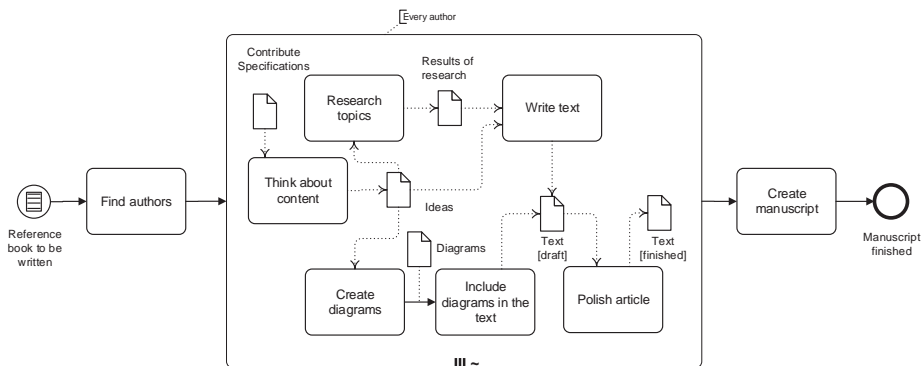 Every author
Contribute
Specifications
Results of
research
Research
topics
Write text
Think about
content
Find authors
Create
manuscript
Ideas
Reference
book to be
written
Diagrams
Text
[draft]
Text
[finished]
Manuscript
finished
Create
diagrams
Include
diagrams in the
text
Polish article
~